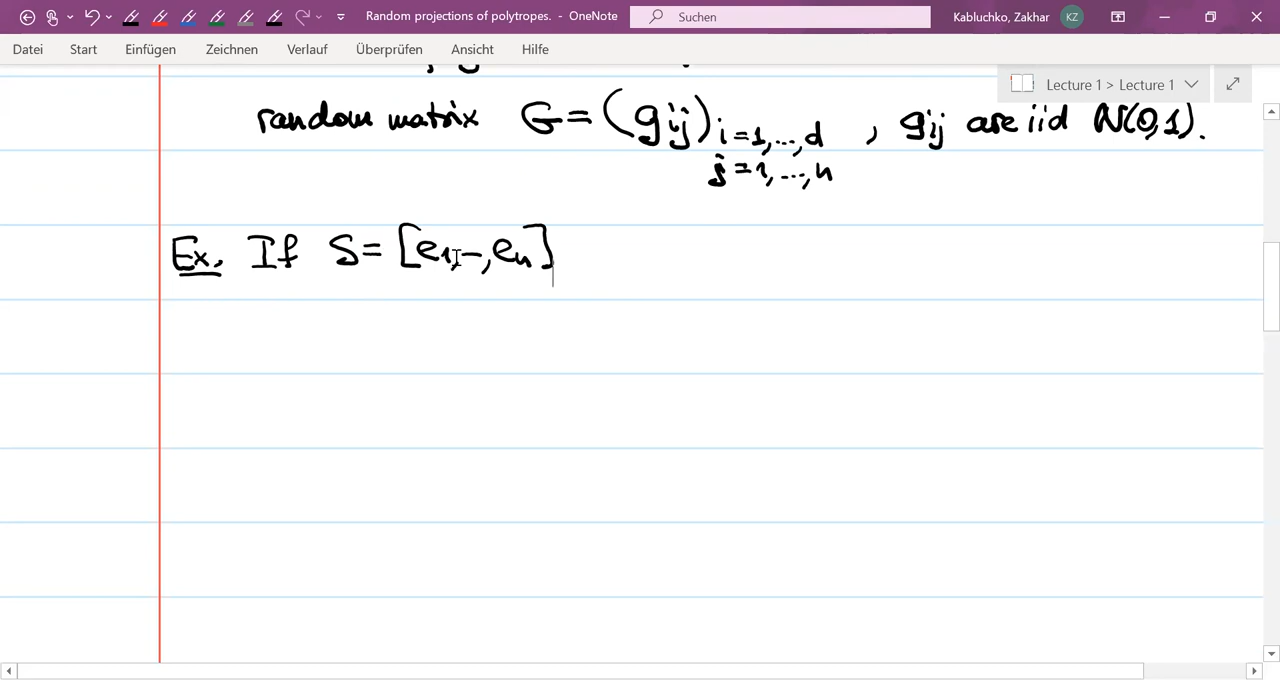 Random projections of polytopes. - OneNote
Suchen
Kabluchko, Zakhar
KZ
Datei Start Einfügen Zeichnen Verlauf Überprüfen Ansicht Hilfe
Lecture 1 > Lecture 1
random matrix G = (gij) i=1,...,d , gij are iid N(0,1).
j=1,...,n
Ex. If S = [e1,–,en]